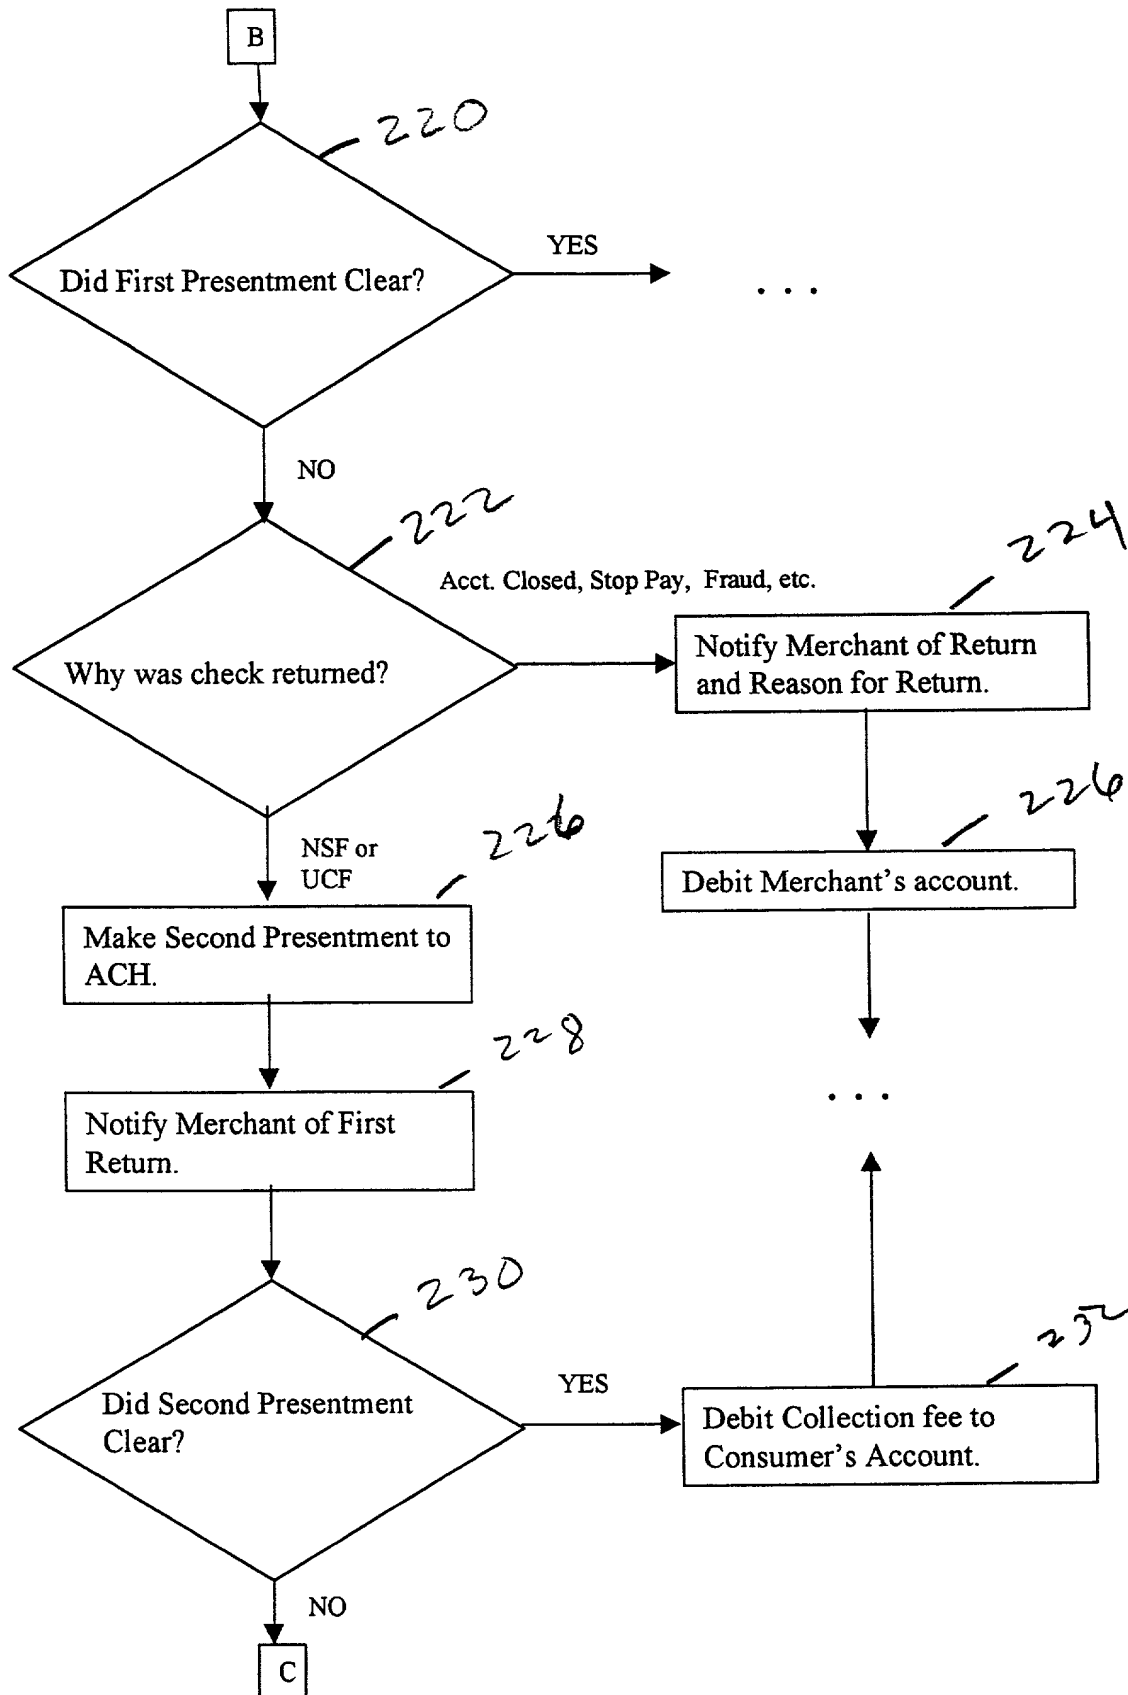 B
220
Did First Presentment Clear?
YES
. . .
NO
222
Acct. Closed, Stop Pay, Fraud, etc.
224
Why was check returned?
Notify Merchant of Return
and Reason for Return.
226
Debit Merchant's account.
NSF or
UCF
226
Make Second Presentment to
ACH.
. . .
228
Notify Merchant of First
Return.
230
Did Second Presentment
Clear?
YES
232
Debit Collection fee to
Consumer's Account.
NO
C